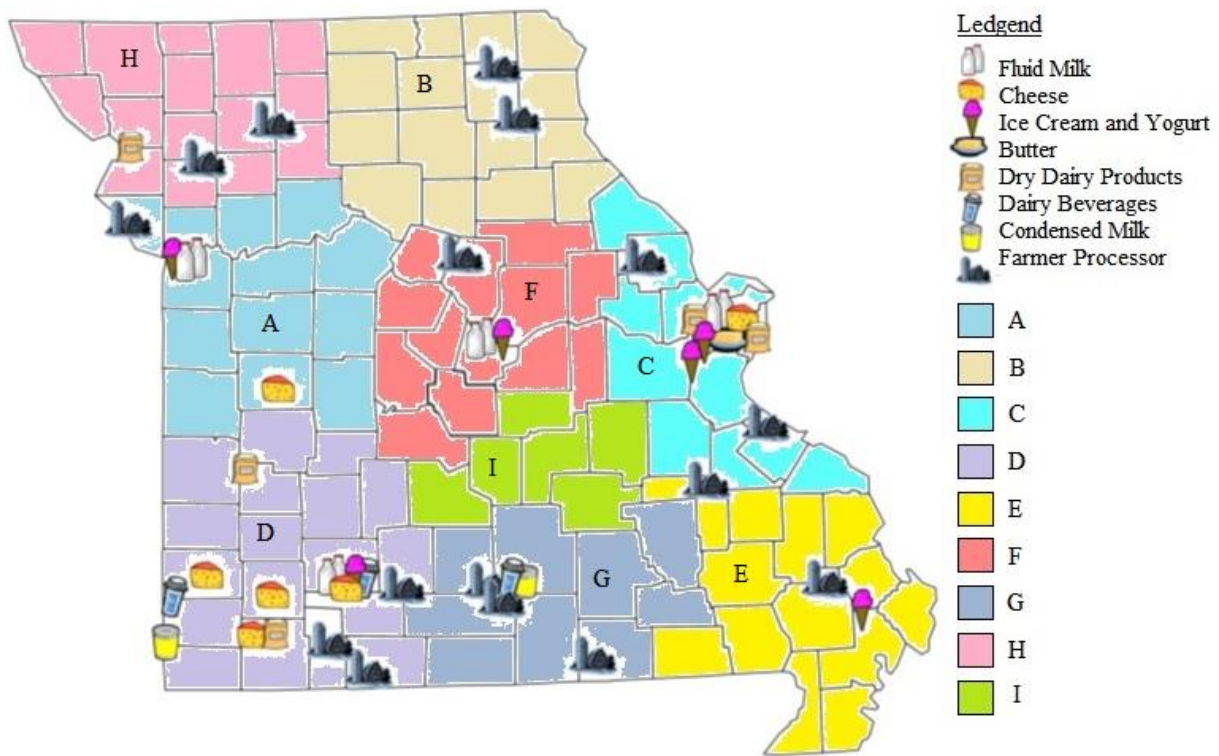 Ledgend
Fluid Milk
Cheese
Ice Cream and Yogurt
Butter
Dry Dairy Products
Dairy Beverages
Condensed Milk
Farmer Processor
A
B
C
D
E
F
G
H
I
H
B
A
F
C
I
D
G
E
D